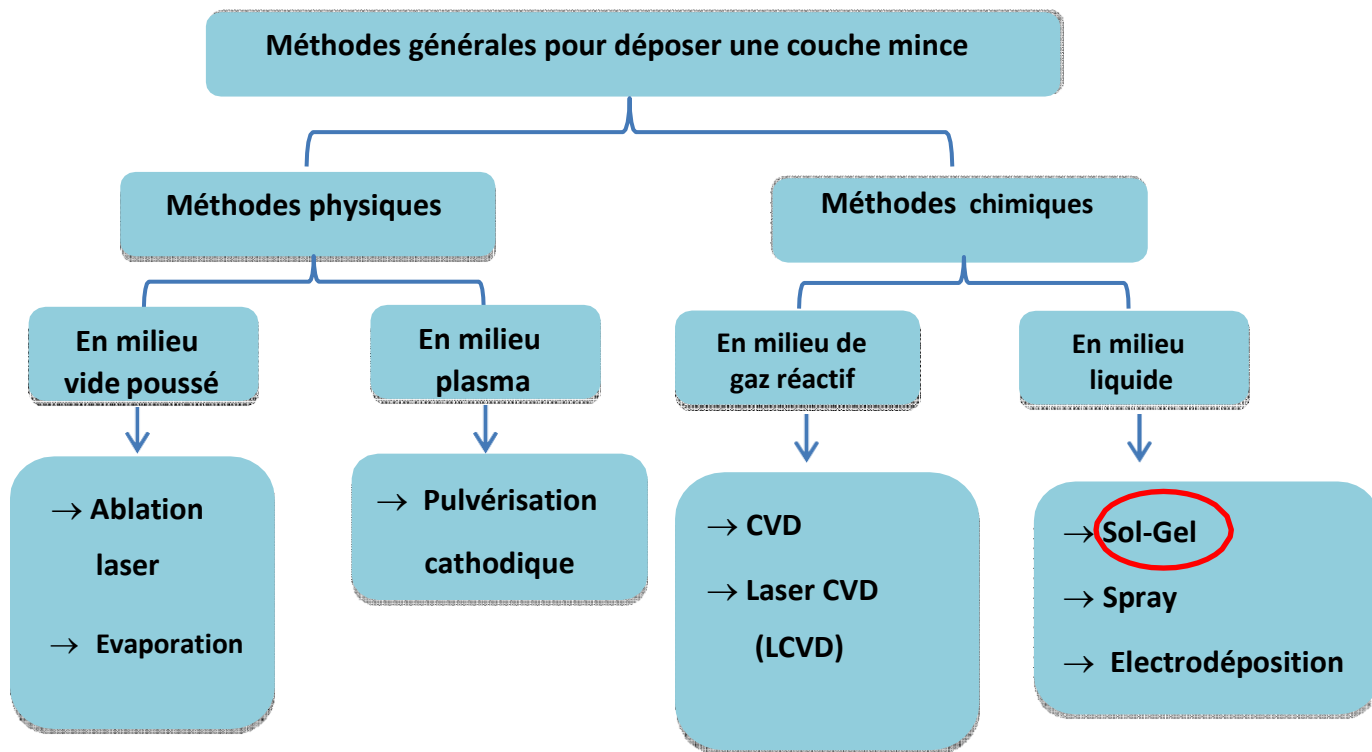 Méthodes générales pour déposer une couche mince
Méthodes physiques
Méthodes chimiques
En milieu
vide poussé
En milieu
plasma
En milieu de
gaz réactif
En milieu
liquide
→ Ablation
laser
→ Evaporation
→ Pulvérisation
cathodique
→ CVD
→ Laser CVD
(LCVD)
→ Sol-Gel
→ Spray
→ Electrodéposition